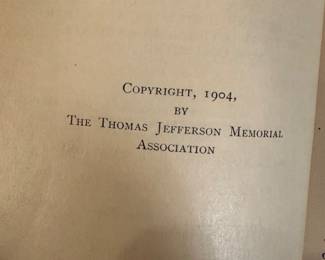 Copyright, 1904,
by
The Thomas Jefferson Memorial
Association